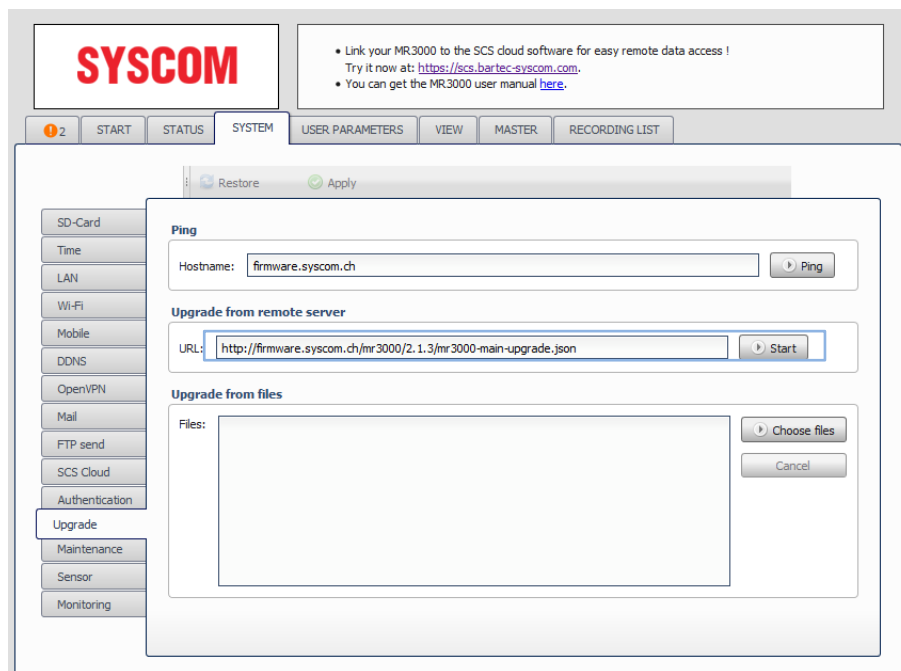 SYSCOM
• Link your MR3000 to the SCS cloud software for easy remote data access !
Try it now at: https://scs.bartec-syscom.com.
• You can get the MR3000 user manual here.
2
START
STATUS
SYSTEM
USER PARAMETERS
VIEW
MASTER
RECORDING LIST
Restore
Apply
SD-Card
Time
LAN
Wi-Fi
Mobile
DDNS
OpenVPN
Mail
FTP send
SCS Cloud
Authentication
Upgrade
Maintenance
Sensor
Monitoring
Ping
Hostname: firmware.syscom.ch Ping
Upgrade from remote server
URL: http://firmware.syscom.ch/mr3000/2.1.3/mr3000-main-upgrade.json Start
Upgrade from files
Files: Choose files
Cancel